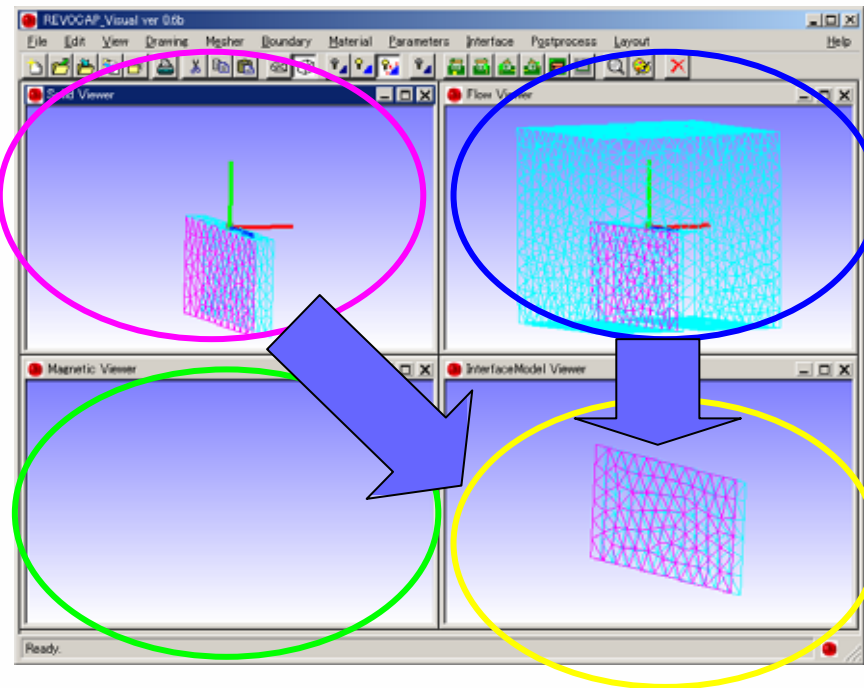 REVOCAP_Visual ver 0.6b
File Edit View Drawing Mesher Boundary Material Parameters Interface Postprocess Layout Help
Solid Viewer
Flow Viewer
Magnetic Viewer
InterfaceModel Viewer
Ready.